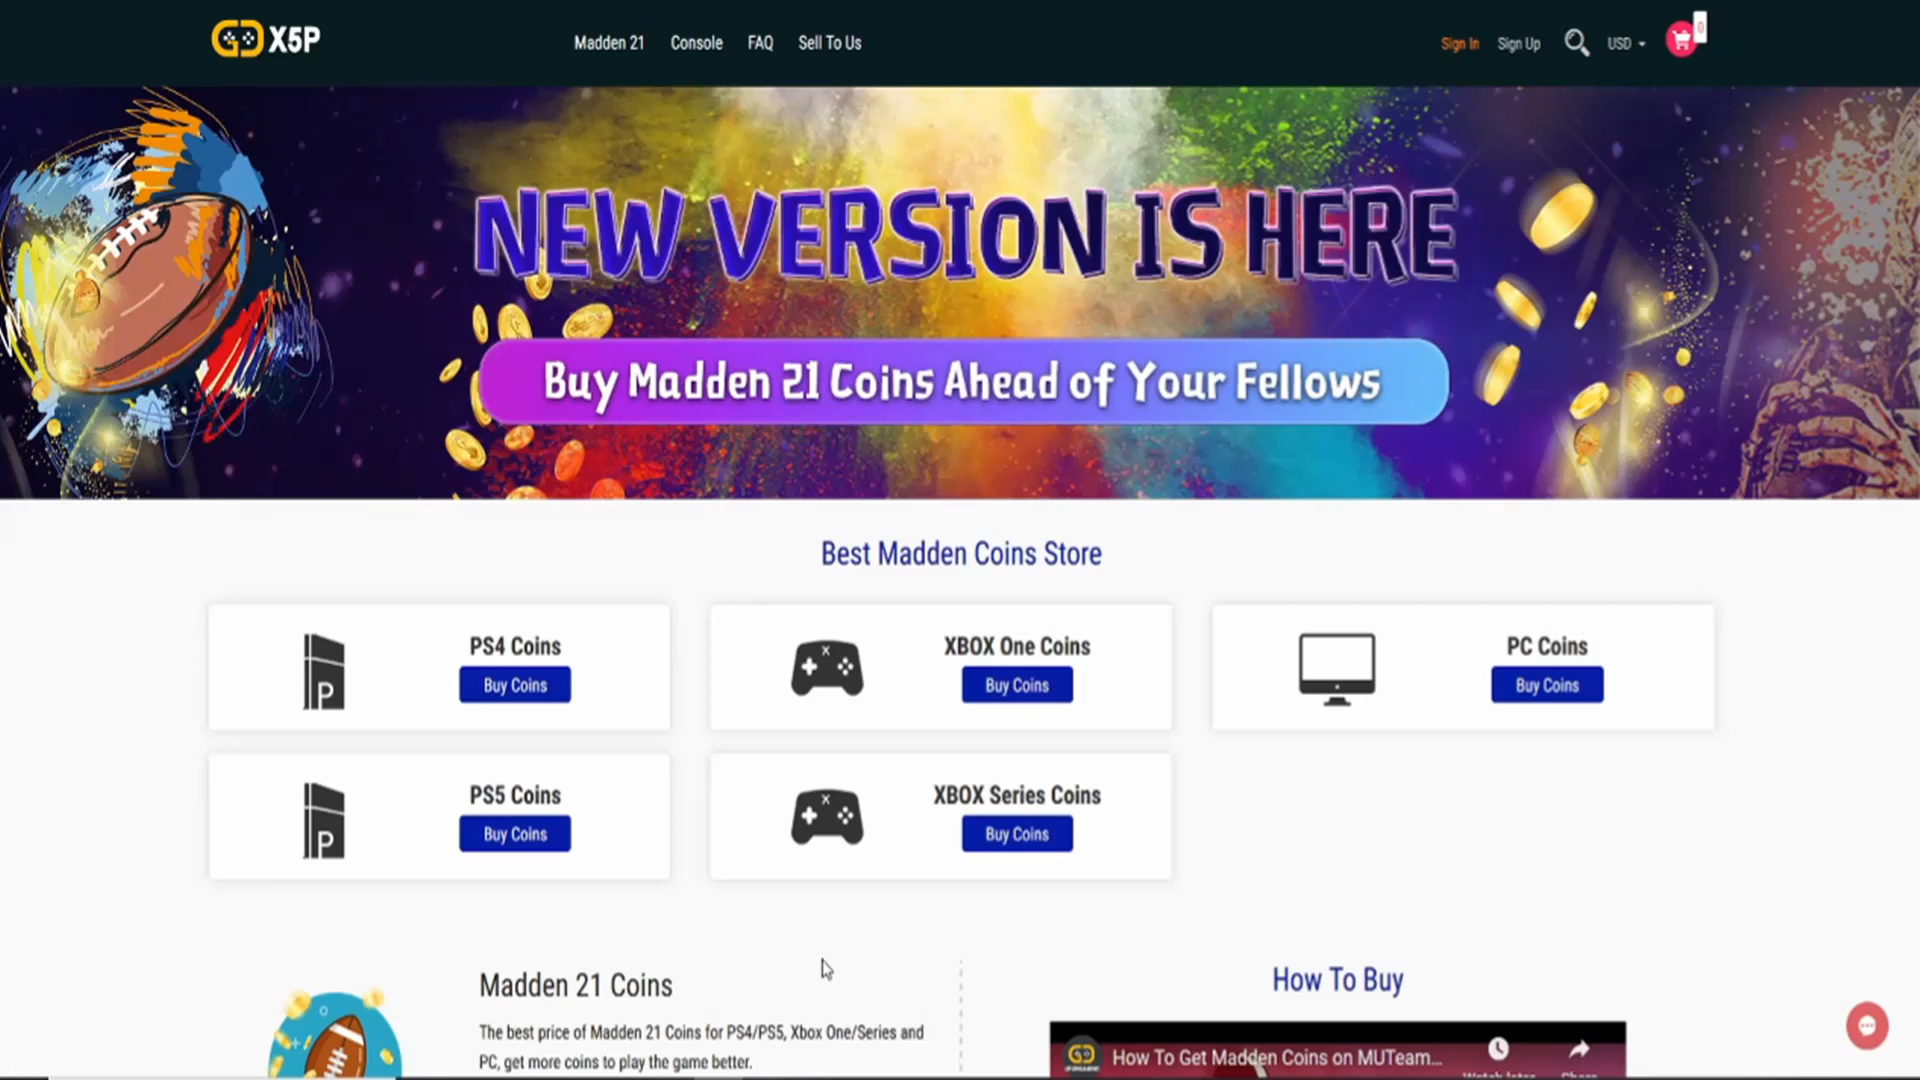 X5P
Madden 21 Console FAQ Sell To Us
Sign In Sign Up USD
0
NEW VERSION IS HERE
Buy Madden 21 Coins Ahead of Your Fellows
Best Madden Coins Store
PS4 Coins
Buy Coins
XBOX One Coins
Buy Coins
PC Coins
Buy Coins
P
X
PS5 Coins
Buy Coins
XBOX Series Coins
Buy Coins
P
X
Madden 21 Coins
The best price of Madden 21 Coins for PS4/PS5, Xbox One/Series and
PC, get more coins to play the game better.
How To Buy
How To Get Madden Coins on MUTeam...
Watch later Share